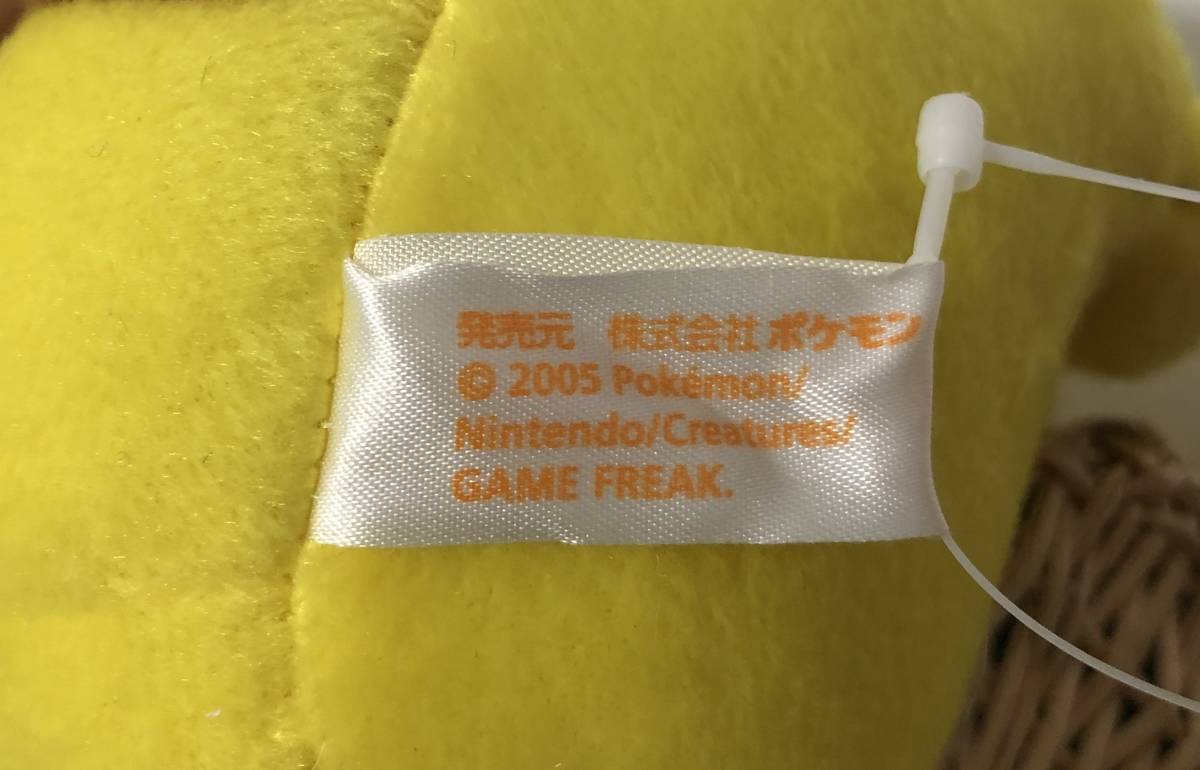 発売元　株式会社ポケモン
© 2005 Pokémon/
Nintendo/Creatures/
GAME FREAK.